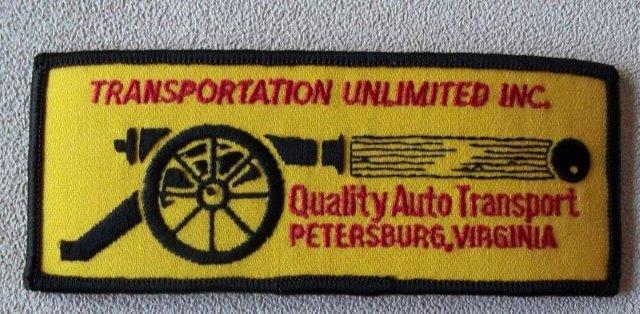 TRANSPORTATION UNLIMITED INC.
Quality Auto Transport
PETERSBURG, VIRGINIA